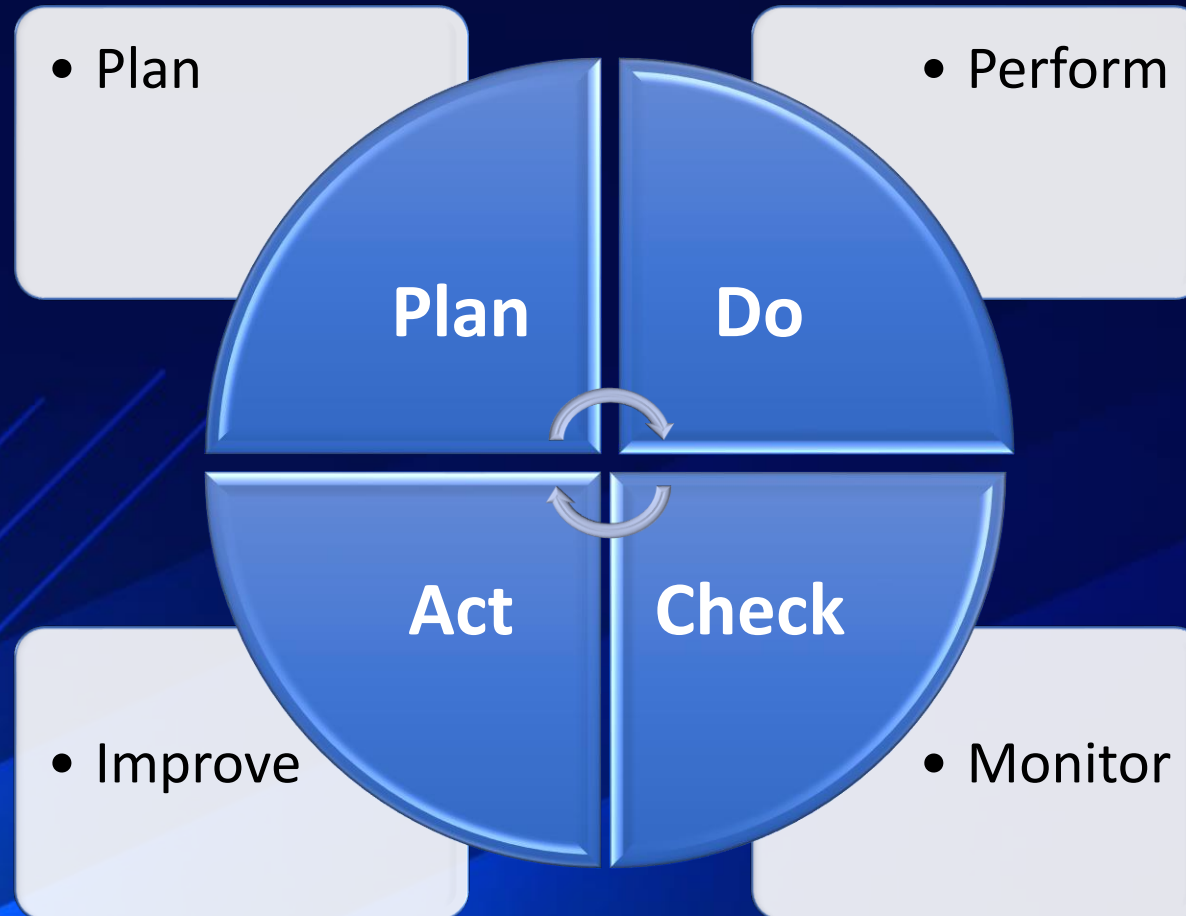 • Plan
• Perform
Plan
Do
Act
Check
• Improve
• Monitor